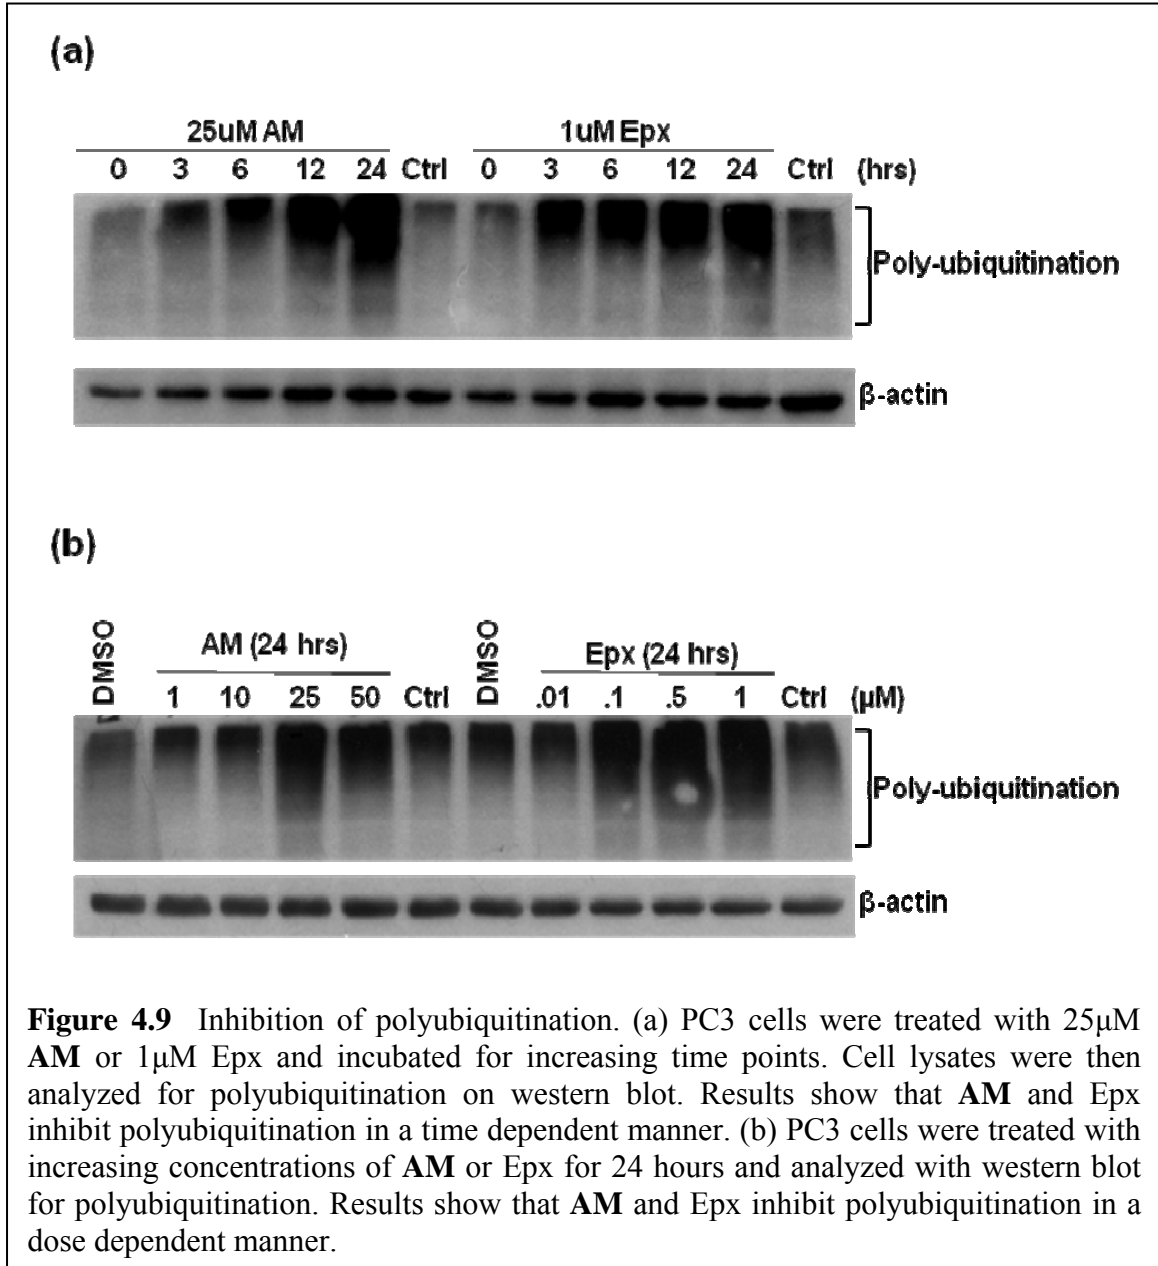 (a)
25uM AM 1uM Epx
0 3 6 12 24 Ctrl 0 3 6 12 24 Ctrl (hrs)
Poly-ubiquitination
β-actin
(b)
DMSO AM (24 hrs) DMSO Epx (24 hrs)
1 10 25 50 Ctrl .01 .1 .5 1 Ctrl (μM)
Poly-ubiquitination
β-actin
Figure 4.9 Inhibition of polyubiquitination. (a) PC3 cells were treated with 25μM
AM or 1μM Epx and incubated for increasing time points. Cell lysates were then
analyzed for polyubiquitination on western blot. Results show that AM and Epx
inhibit polyubiquitination in a time dependent manner. (b) PC3 cells were treated with
increasing concentrations of AM or Epx for 24 hours and analyzed with western blot
for polyubiquitination. Results show that AM and Epx inhibit polyubiquitination in a
dose dependent manner.